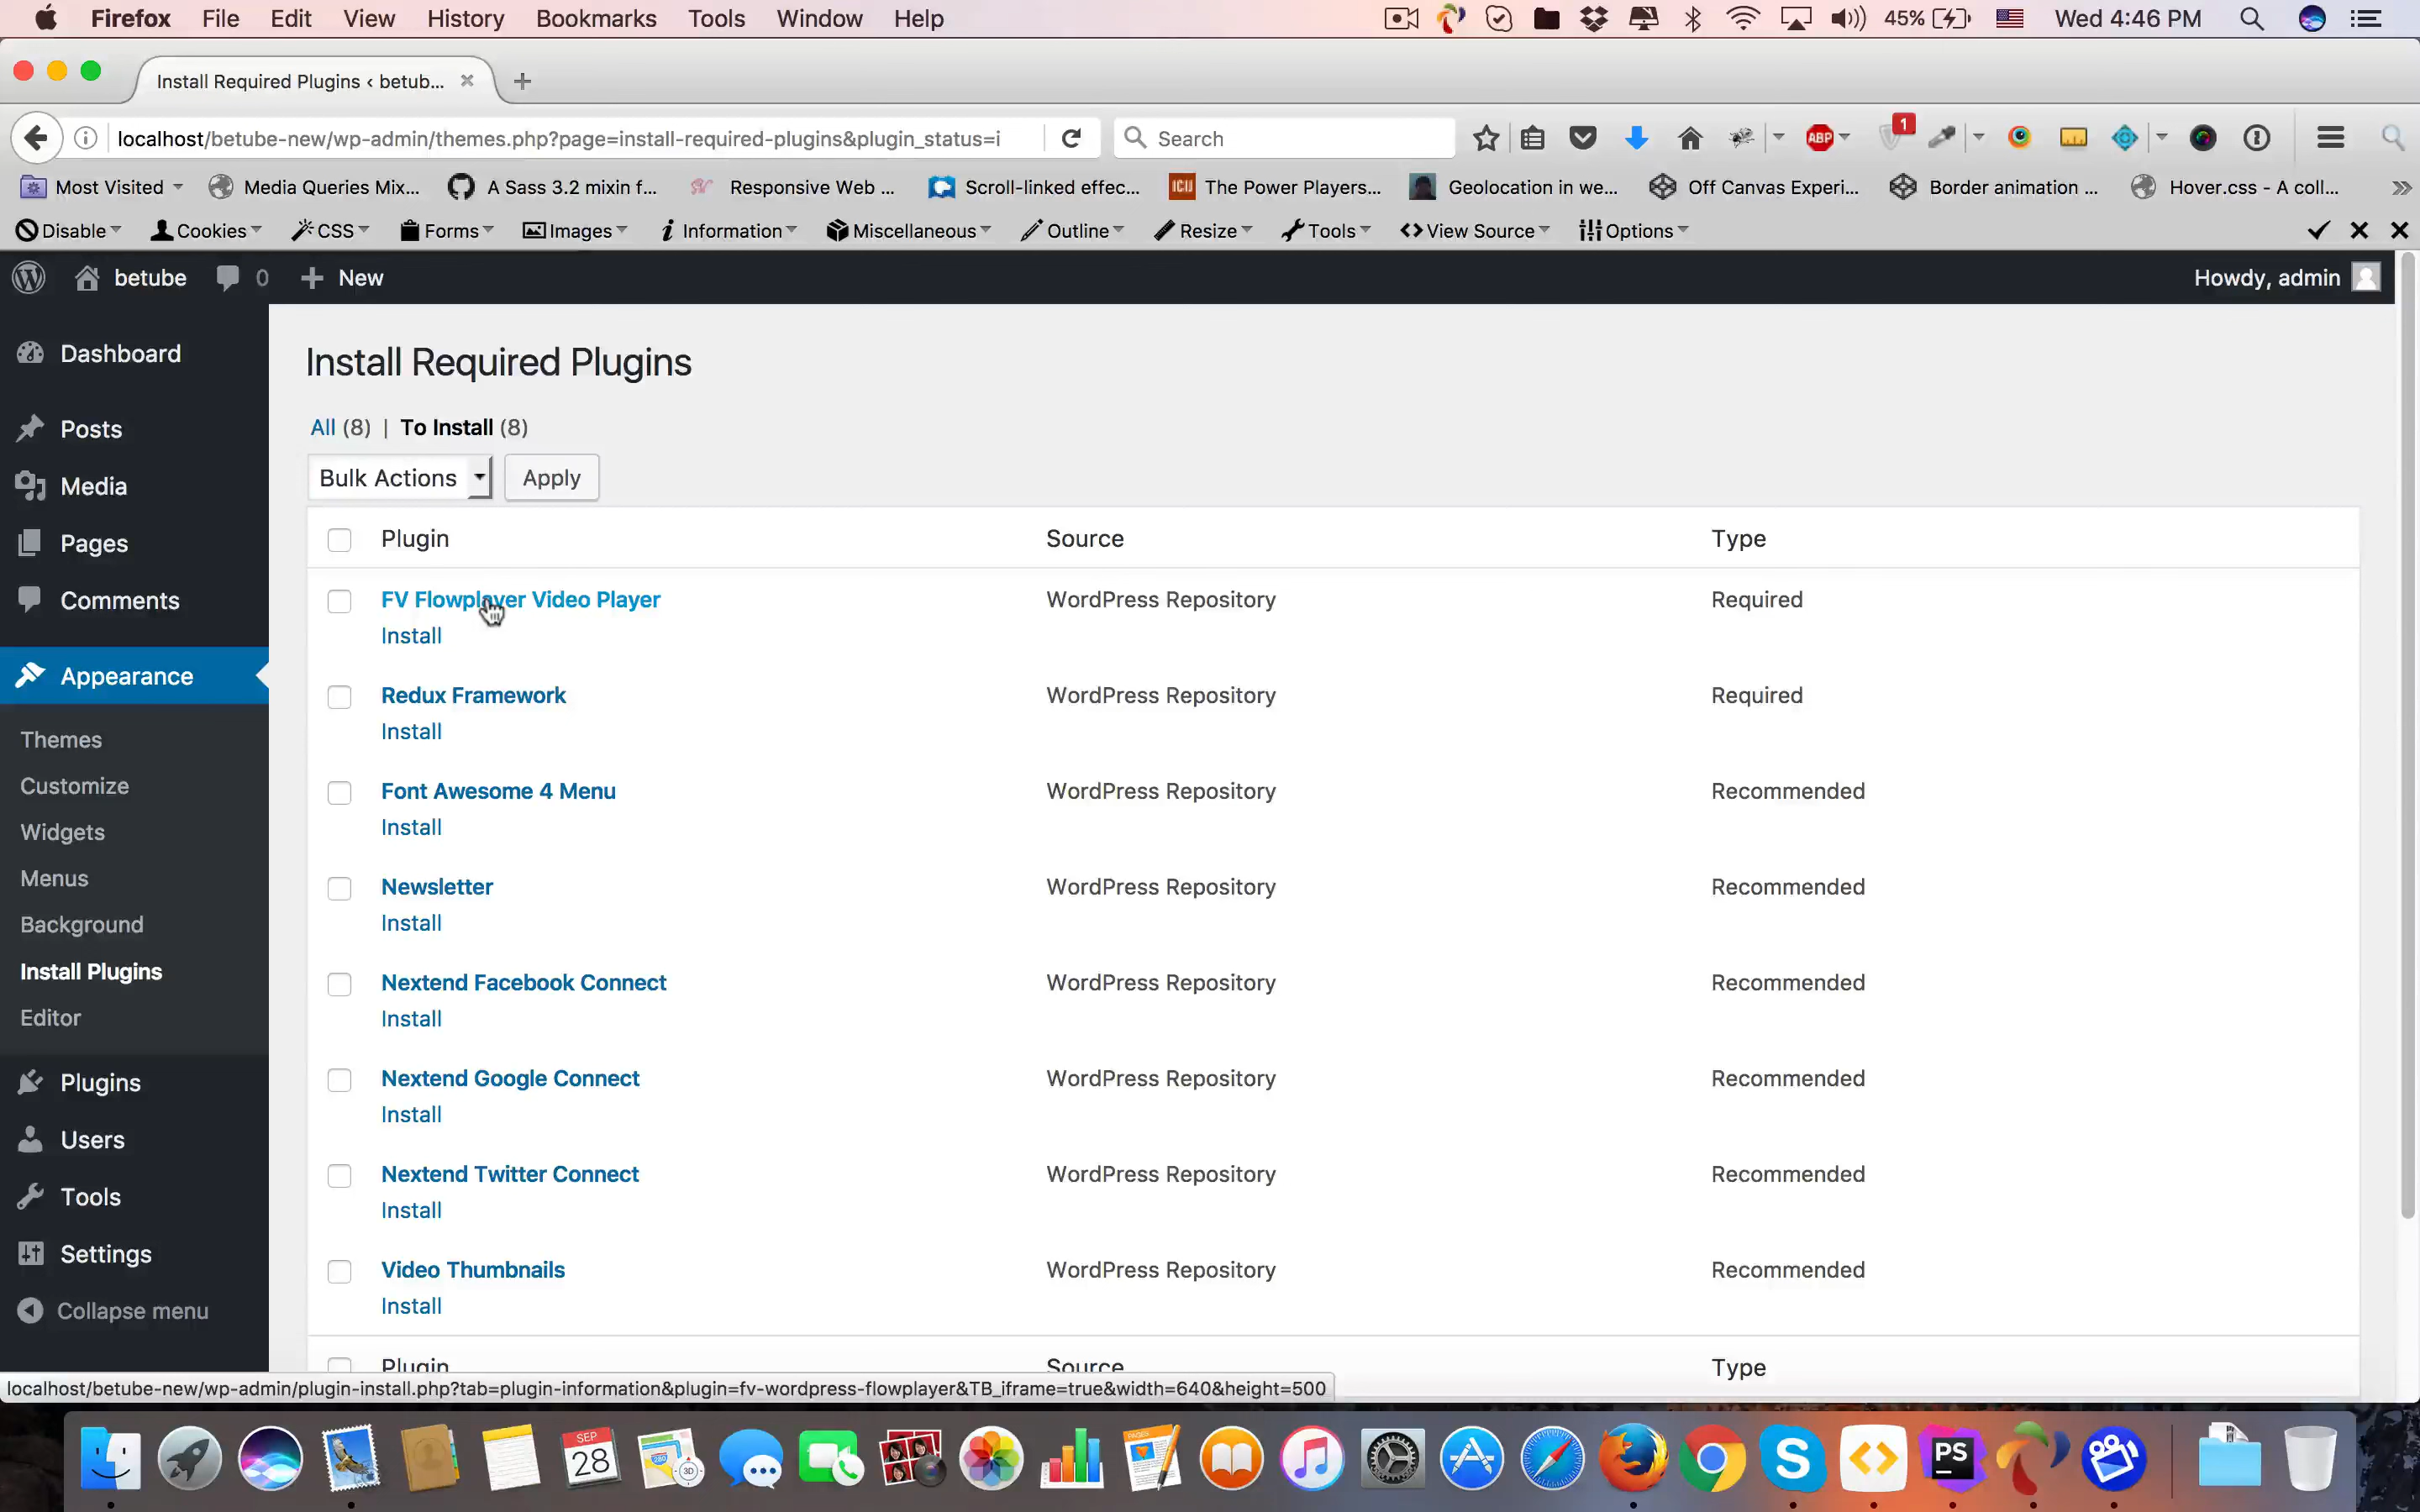 Firefox File Edit View History Bookmarks Tools Window Help 45% Wed 4:46 PM
Install Required Plugins ‹ betub...
localhost/betube-new/wp-admin/themes.php?page=install-required-plugins&plugin_status=i Search ABP 1
Most Visited Media Queries Mix... A Sass 3.2 mixin f... Responsive Web ... Scroll-linked effec... ICIJ The Power Players... Geolocation in we... Off Canvas Experi... Border animation ... Hover.css - A coll...
Disable Cookies CSS Forms Images Information Miscellaneous Outline Resize Tools View Source Options
betube 0 New Howdy, admin
Dashboard
Posts
Media
Pages
Comments
Appearance
Themes
Customize
Widgets
Menus
Background
Install Plugins
Editor
Plugins
Users
Tools
Settings
Collapse menu
Install Required Plugins
All (8) | To Install (8)
Bulk Actions Apply
Plugin Source Type
FV Flowplayer Video Player WordPress Repository Required
Install
Redux Framework WordPress Repository Required
Install
Font Awesome 4 Menu WordPress Repository Recommended
Install
Newsletter WordPress Repository Recommended
Install
Nextend Facebook Connect WordPress Repository Recommended
Install
Nextend Google Connect WordPress Repository Recommended
Install
Nextend Twitter Connect WordPress Repository Recommended
Install
Video Thumbnails WordPress Repository Recommended
Install
Plugin Source Type
localhost/betube-new/wp-admin/plugin-install.php?tab=plugin-information&plugin=fv-wordpress-flowplayer&TB_iframe=true&width=640&height=500
SEP
28
PAGES
280
3D
S
PS